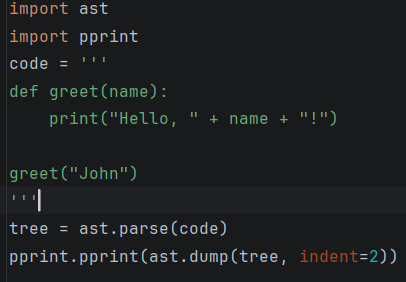 import ast
import pprint
code = '''
def greet(name):
    print("Hello, " + name + "!")

greet("John")
'''
tree = ast.parse(code)
pprint.pprint(ast.dump(tree, indent=2))